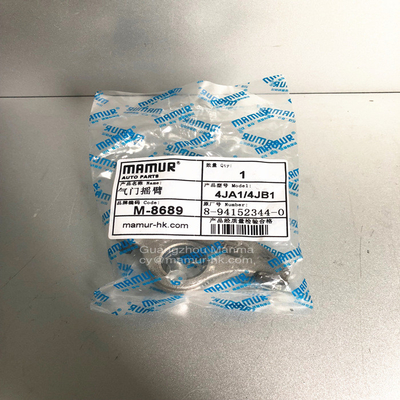 MAMUR®
AUTO PARTS
数量 Qty:
1
产品名称 Name:
气门摇臂
产品型号 Model:
4JA1/4JB1
品牌编码 Code:
M-8689
原厂号 Number:
8-94152344-0
mamur-hk.com
产品经质量检验合格
Guangzhou Mamma
cy@mamur-hk.com
MAMUR